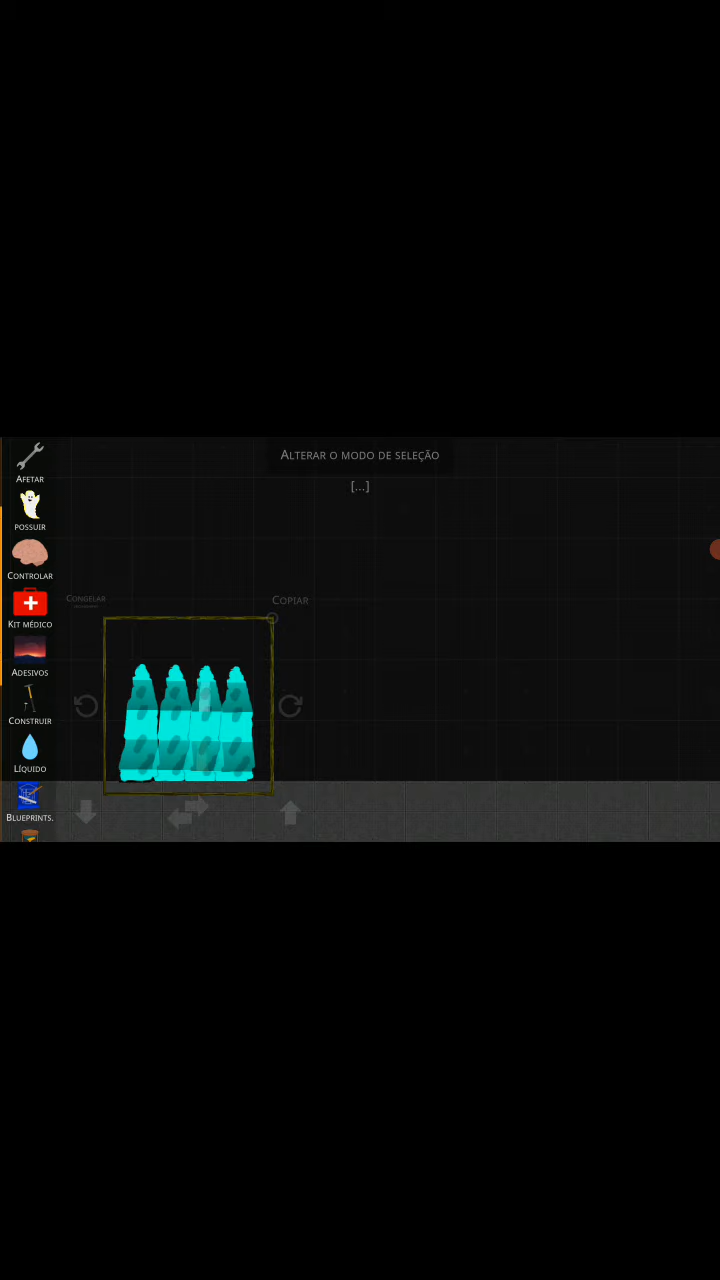 Alterar o modo de seleção
[...]
Afetar
possuir
Controlar
Kit médico
Adesivos
Construir
Líquido
Blueprints.
Congelar
Copiar